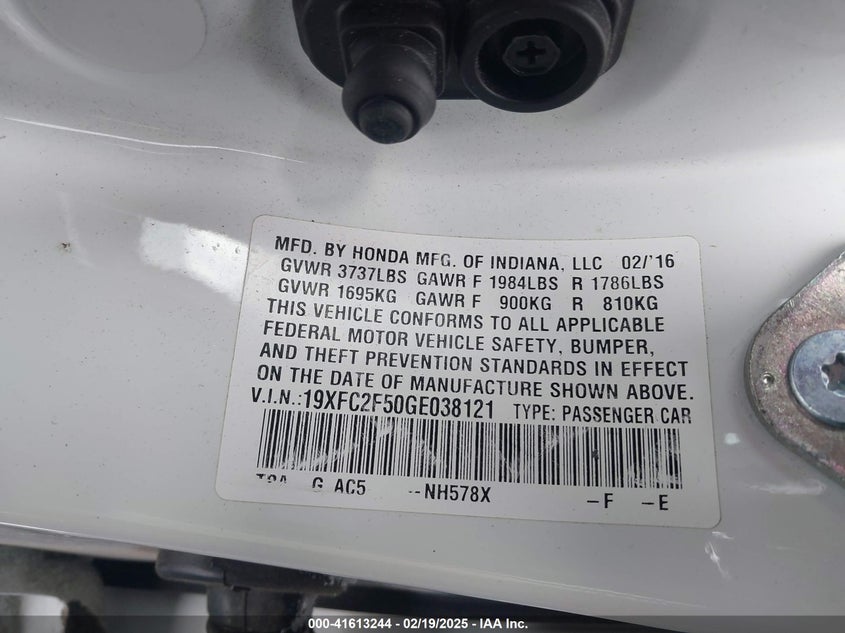 MFD. BY HONDA MFG. OF INDIANA, LLC 02/'16
GVWR 3737LBS GAWR F 1984LBS R 1786LBS
GVWR 1695KG GAWR F 900KG R 810KG
THIS VEHICLE CONFORMS TO ALL APPLICABLE
FEDERAL MOTOR VEHICLE SAFETY, BUMPER,
AND THEFT PREVENTION STANDARDS IN EFFECT
ON THE DATE OF MANUFACTURE SHOWN ABOVE.
V.I.N.:19XFC2F50GE038121 TYPE: PASSENGER CAR
G AC5 --NH578X -F -E
000-41613244 - 02/19/2025 - IAA Inc.